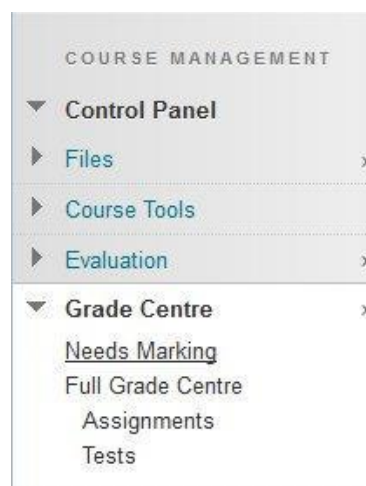 COURSE MANAGEMENT
Control Panel
Files
Course Tools
Evaluation
Grade Centre
Needs Marking
Full Grade Centre
Assignments
Tests